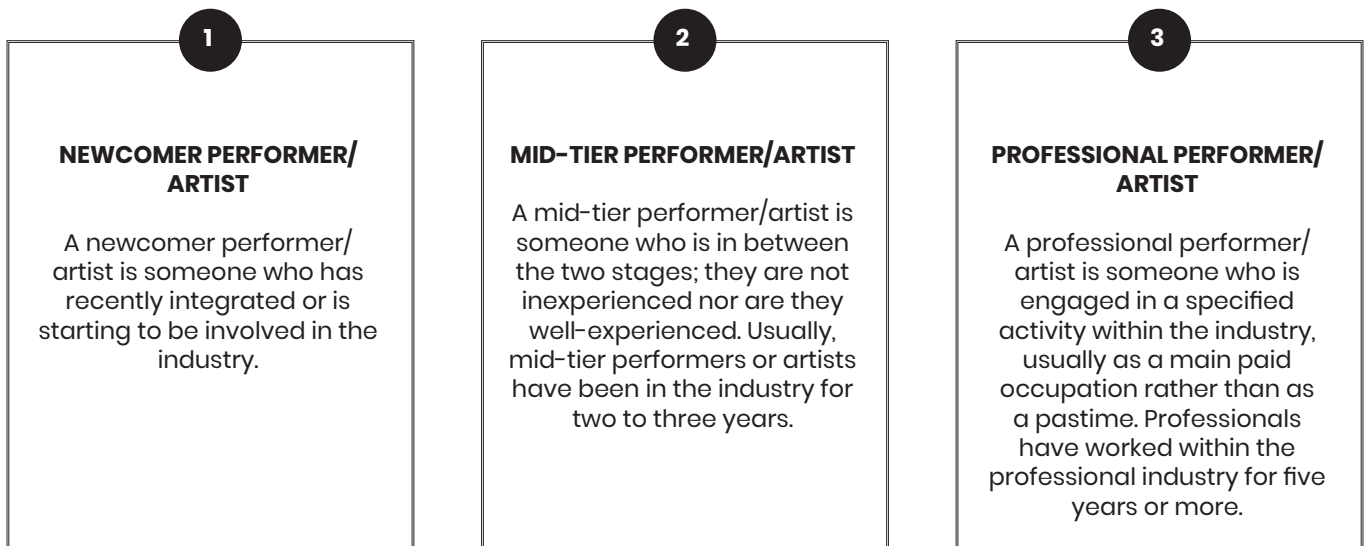 1
NEWCOMER PERFORMER/
ARTIST
A newcomer performer/
artist is someone who has
recently integrated or is
starting to be involved in the
industry.
2
MID-TIER PERFORMER/ARTIST
A mid-tier performer/artist is
someone who is in between
the two stages; they are not
inexperienced nor are they
well-experienced. Usually,
mid-tier performers or artists
have been in the industry for
two to three years.
3
PROFESSIONAL PERFORMER/
ARTIST
A professional performer/
artist is someone who is
engaged in a specified
activity within the industry,
usually as a main paid
occupation rather than as
a pastime. Professionals
have worked within the
professional industry for five
years or more.